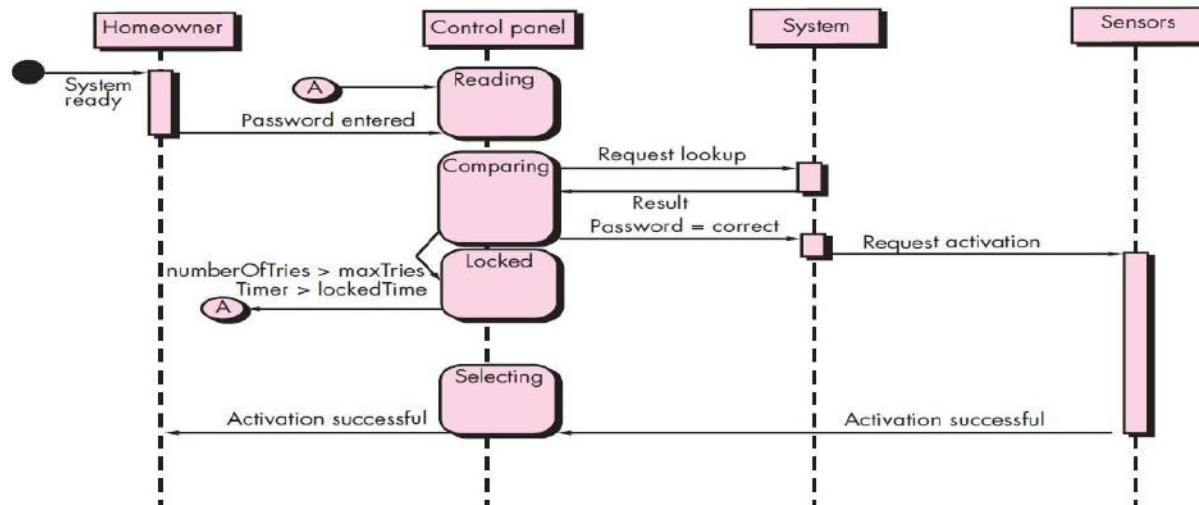 Homeowner
Control panel
System
Sensors
System
ready
A
Reading
Password entered
Comparing
Request lookup
Result
Password = correct
Request activation
Locked
numberOfTries > maxTries
Timer > lockedTime
A
Selecting
Activation successful
Activation successful